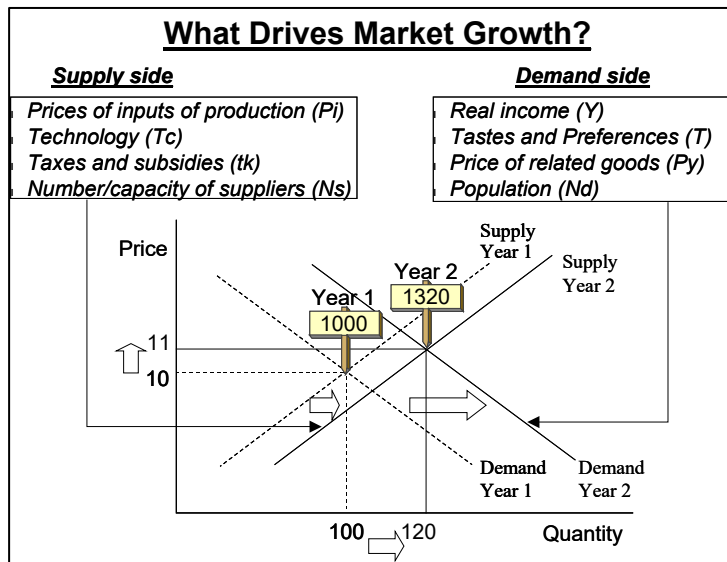 What Drives Market Growth?
Supply side
Prices of inputs of production (Pi)
Technology (Tc)
Taxes and subsidies (tk)
Number/capacity of suppliers (Ns)
Demand side
Real income (Y)
Tastes and Preferences (T)
Price of related goods (Py)
Population (Nd)
Price
Supply
Year 1
Supply
Year 2
Year 2
1320
Year 1
1000
11
10
Demand
Year 1
Demand
Year 2
100
120
Quantity